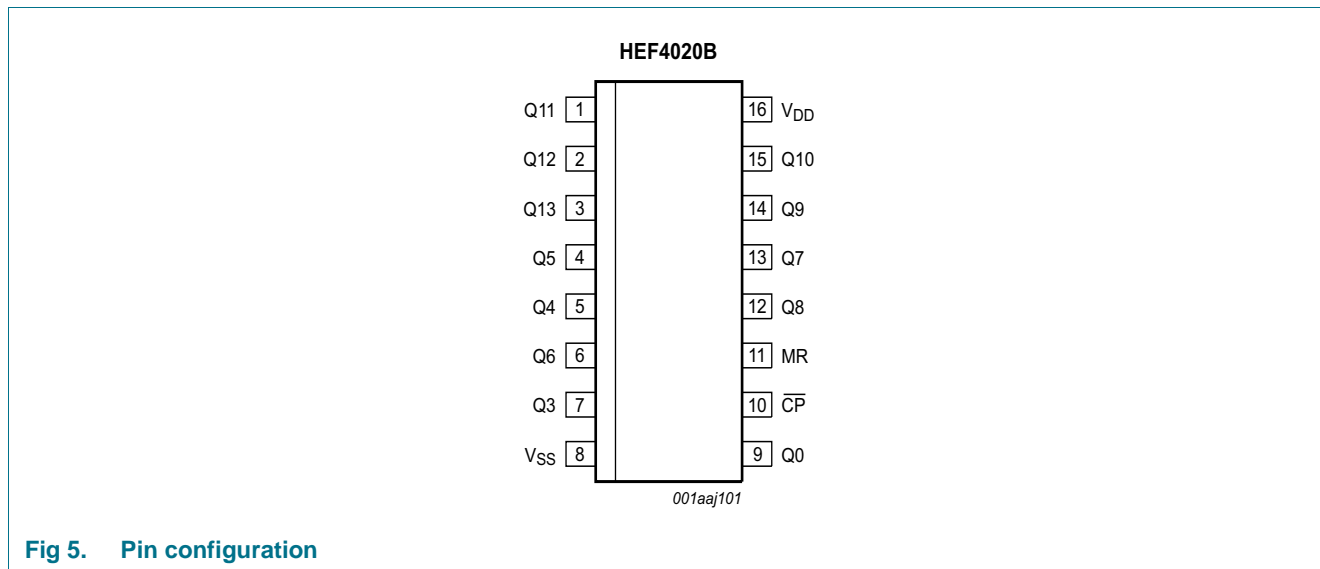 HEF4020B
Q11 1 16 VDD
Q12 2 15 Q10
Q13 3 14 Q9
Q5 4 13 Q7
Q4 5 12 Q8
Q6 6 11 MR
Q3 7 10 C̅P̅
VSS 8 9 Q0
001aaj101
Fig 5. Pin configuration